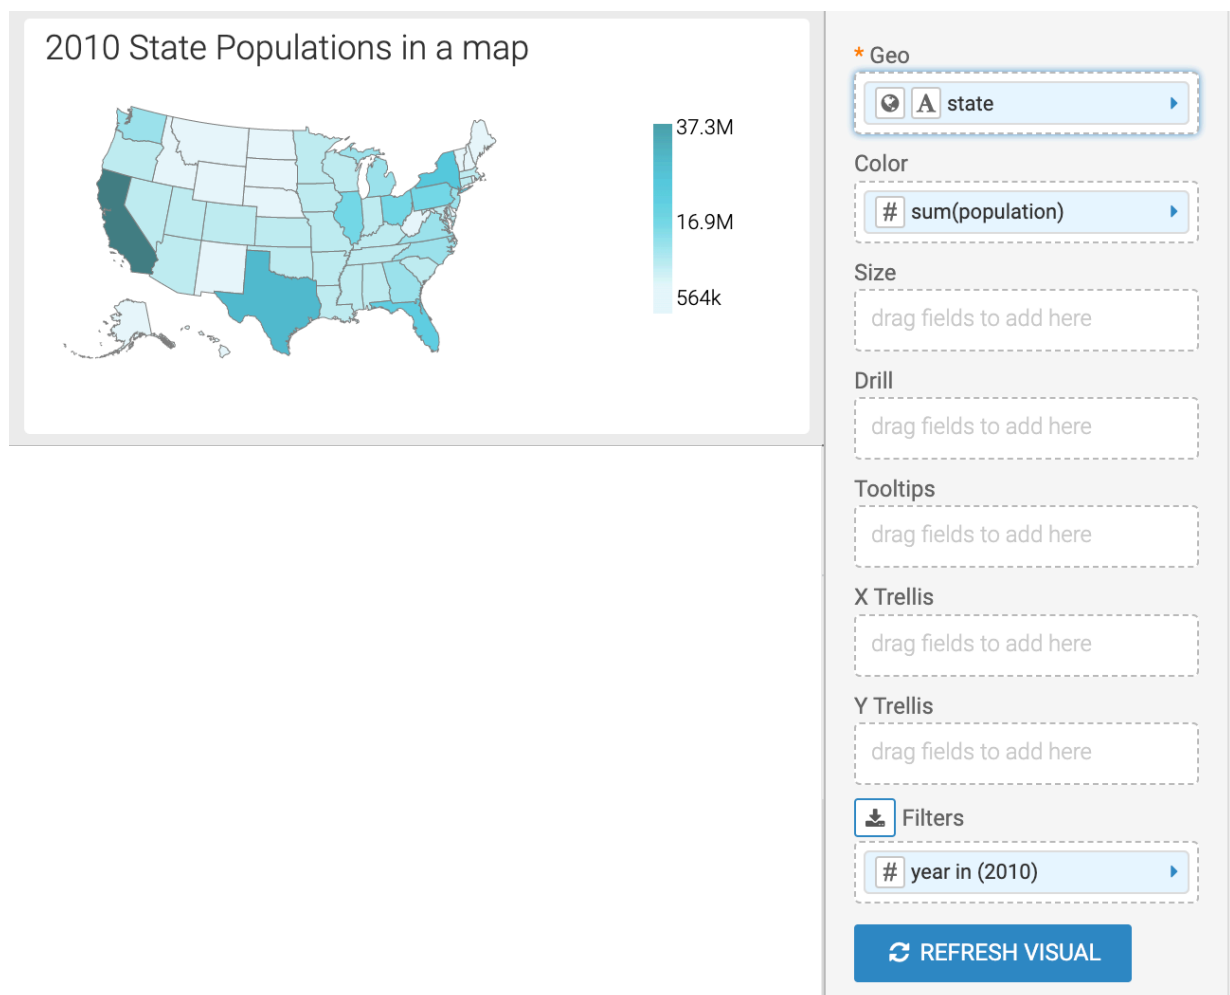 2010 State Populations in a map
37.3M
16.9M
564k
* Geo
A state
Color
# sum(population)
Size
drag fields to add here
Drill
drag fields to add here
Tooltips
drag fields to add here
X Trellis
drag fields to add here
Y Trellis
drag fields to add here
Filters
# year in (2010)
REFRESH VISUAL